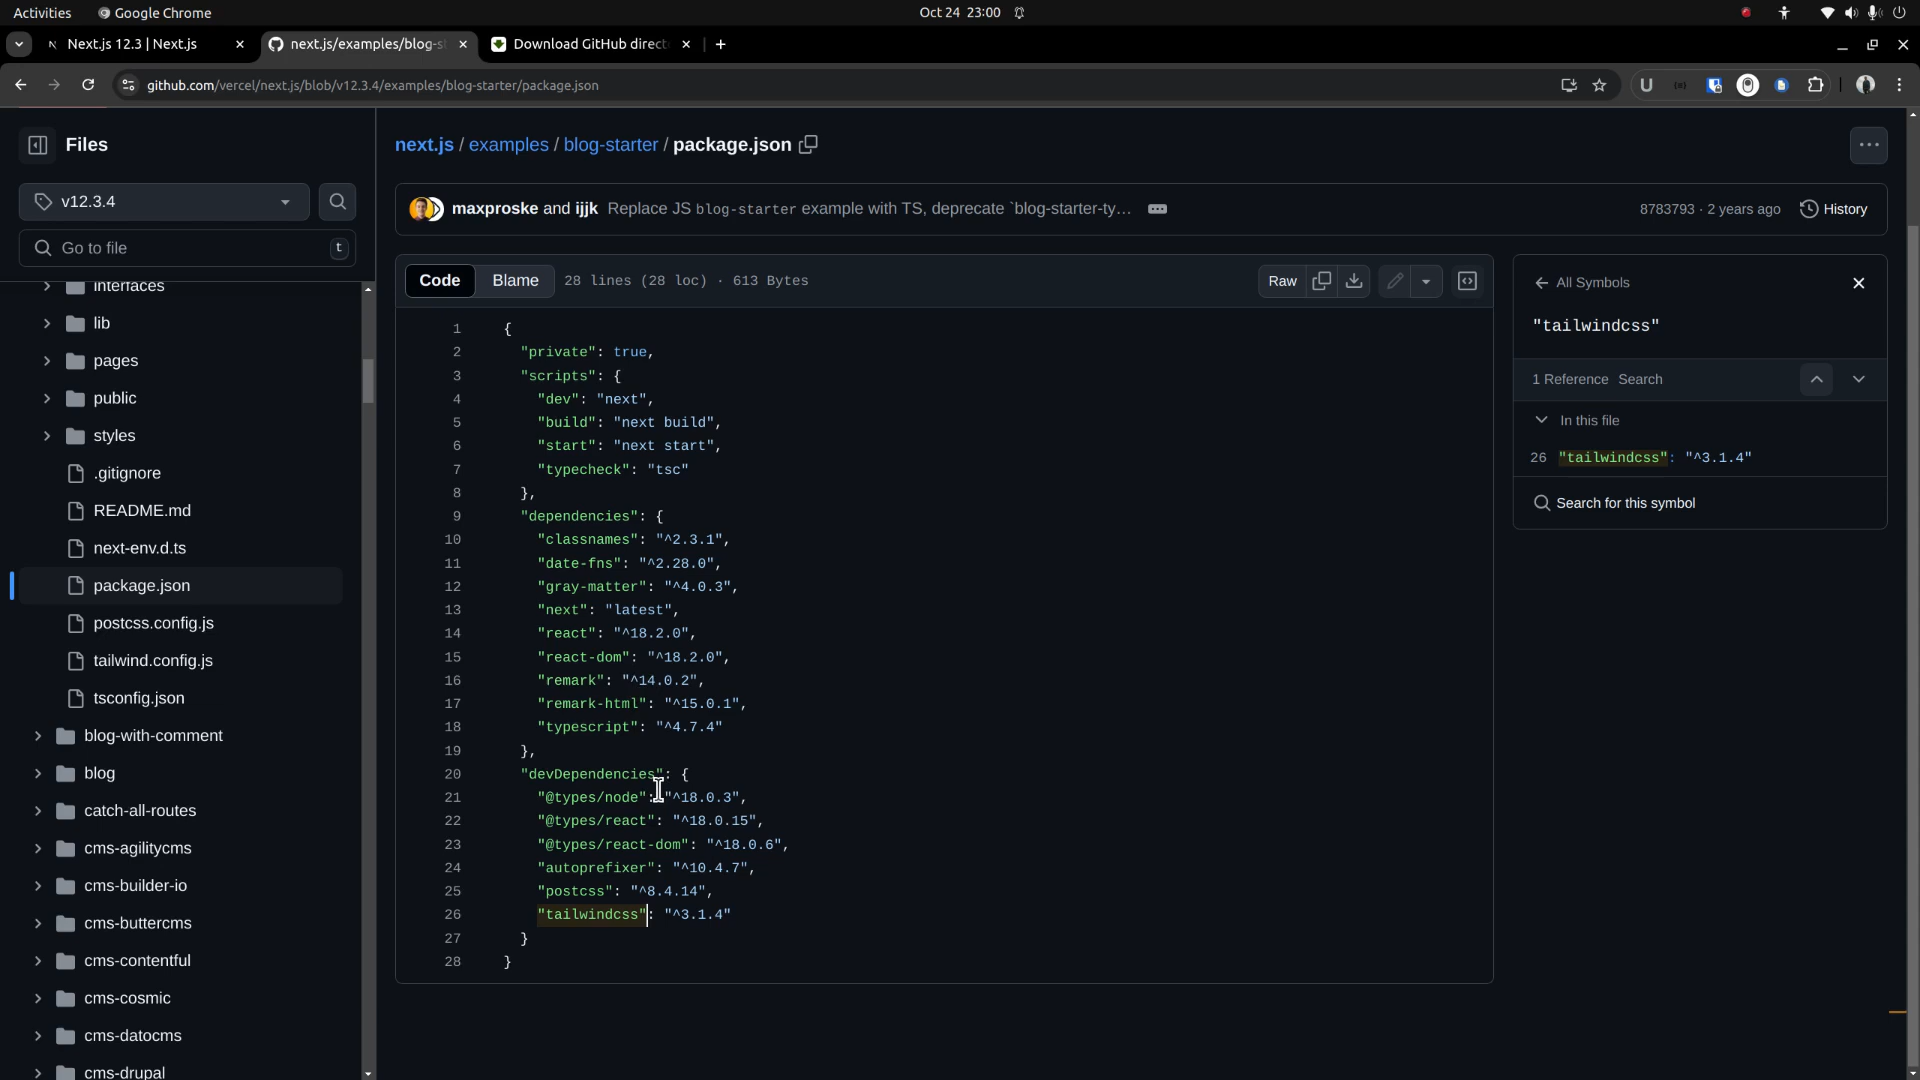 Activities
Google Chrome
Oct 24 23:00
Next.js 12.3 | Next.js
next.js/examples/blog-s
Download GitHub direct
github.com/vercel/next.js/blob/v12.3.4/examples/blog-starter/package.json
Files
v12.3.4
Go to file
t
interfaces
lib
pages
public
styles
.gitignore
README.md
next-env.d.ts
package.json
postcss.config.js
tailwind.config.js
tsconfig.json
blog-with-comment
blog
catch-all-routes
cms-agilitycms
cms-builder-io
cms-buttercms
cms-contentful
cms-cosmic
cms-datocms
cms-drupal
next.js / examples / blog-starter / package.json
maxproske and ijjk Replace JS blog-starter example with TS, deprecate `blog-starter-ty…
8783793 · 2 years ago
History
Code
Blame
28 lines (28 loc) · 613 Bytes
Raw
1 {
2 "private": true,
3 "scripts": {
4 "dev": "next",
5 "build": "next build",
6 "start": "next start",
7 "typecheck": "tsc"
8 },
9 "dependencies": {
10 "classnames": "^2.3.1",
11 "date-fns": "^2.28.0",
12 "gray-matter": "^4.0.3",
13 "next": "latest",
14 "react": "^18.2.0",
15 "react-dom": "^18.2.0",
16 "remark": "^14.0.2",
17 "remark-html": "^15.0.1",
18 "typescript": "^4.7.4"
19 },
20 "devDependencies": {
21 "@types/node": "^18.0.3",
22 "@types/react": "^18.0.15",
23 "@types/react-dom": "^18.0.6",
24 "autoprefixer": "^10.4.7",
25 "postcss": "^8.4.14",
26 "tailwindcss": "^3.1.4"
27 }
28 }
All Symbols
"tailwindcss"
1 Reference Search
In this file
26 "tailwindcss": "^3.1.4"
Search for this symbol